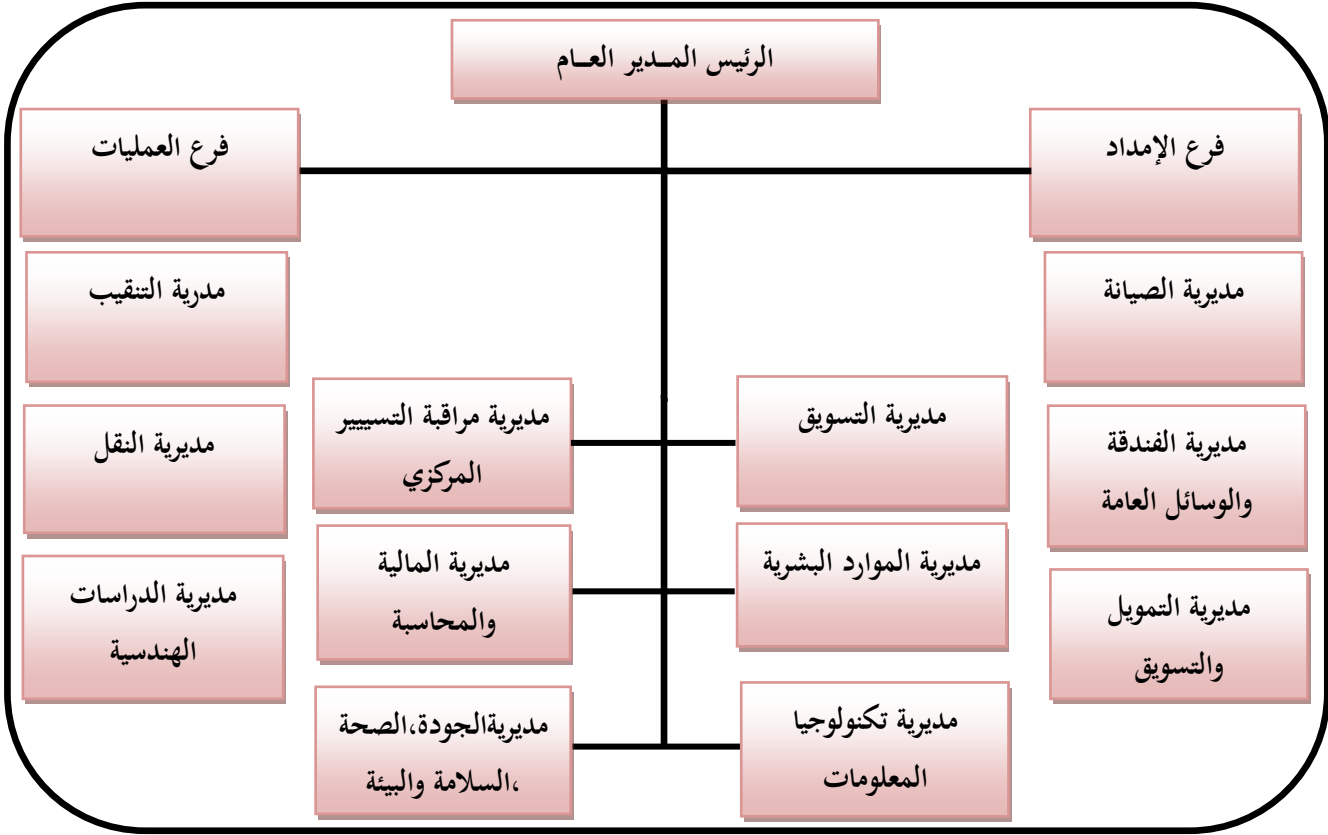 الرئيس المـدير العـام
فرع الإمداد
فرع العمليات
مديرية الصيانة
مدرية التنقيب
مديرية التسويق
مديرية مراقبة التسييير
المركزي
مديرية الفندقة
والوسائل العامة
مديرية النقل
مديرية الموارد البشرية
مديرية المالية
والمحاسبة
مديرية التمويل
والتسويق
مديرية الدراسات
الهندسية
مديرية تكنولوجيا
المعلومات
مديريةالجودة،الصحة
،السلامة والبيئة